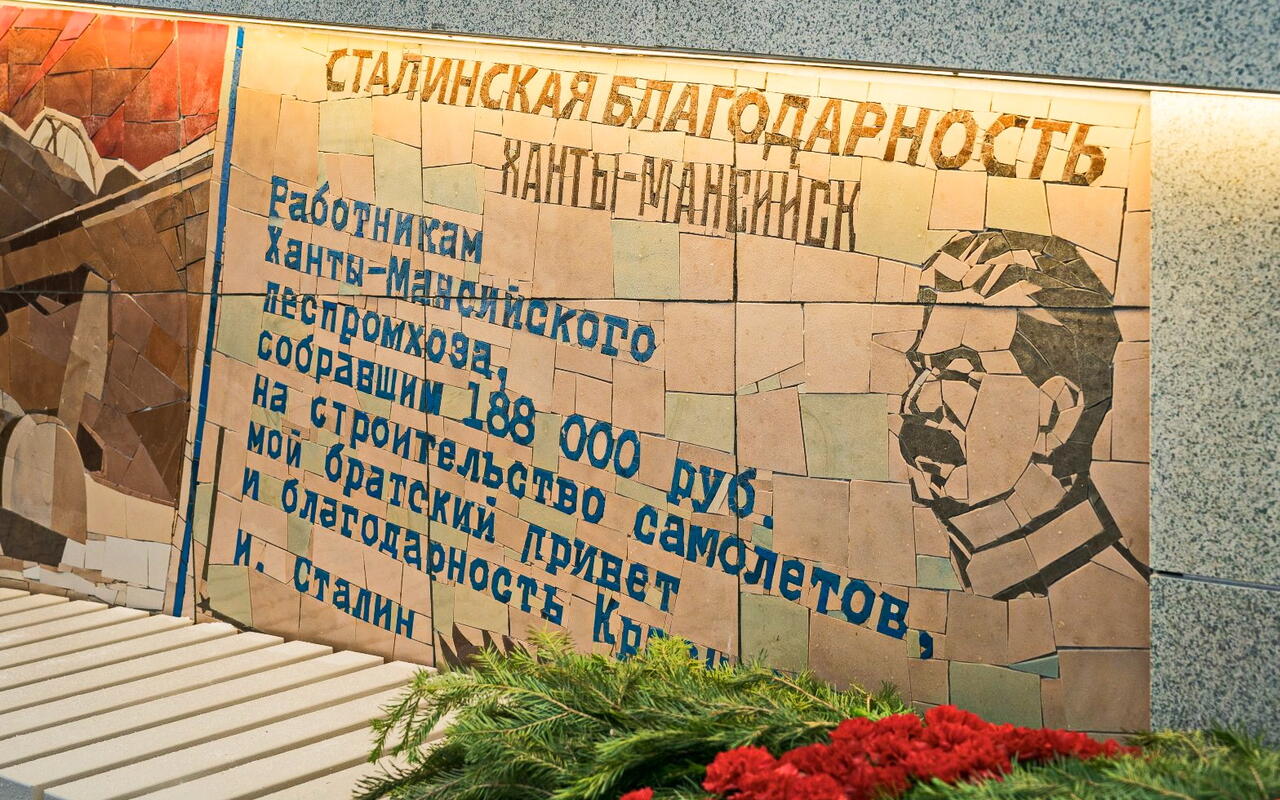 СТАЛИНСКАЯ БЛАГОДАРНОСТЬ
ХАНТЫ-МАНСИЙСК
Работникам
Ханты-Мансийского
леспромхоза,
собравшим 188 000 руб.
на строительство самолетов,
мой братский привет
и благодарность
и. Сталин